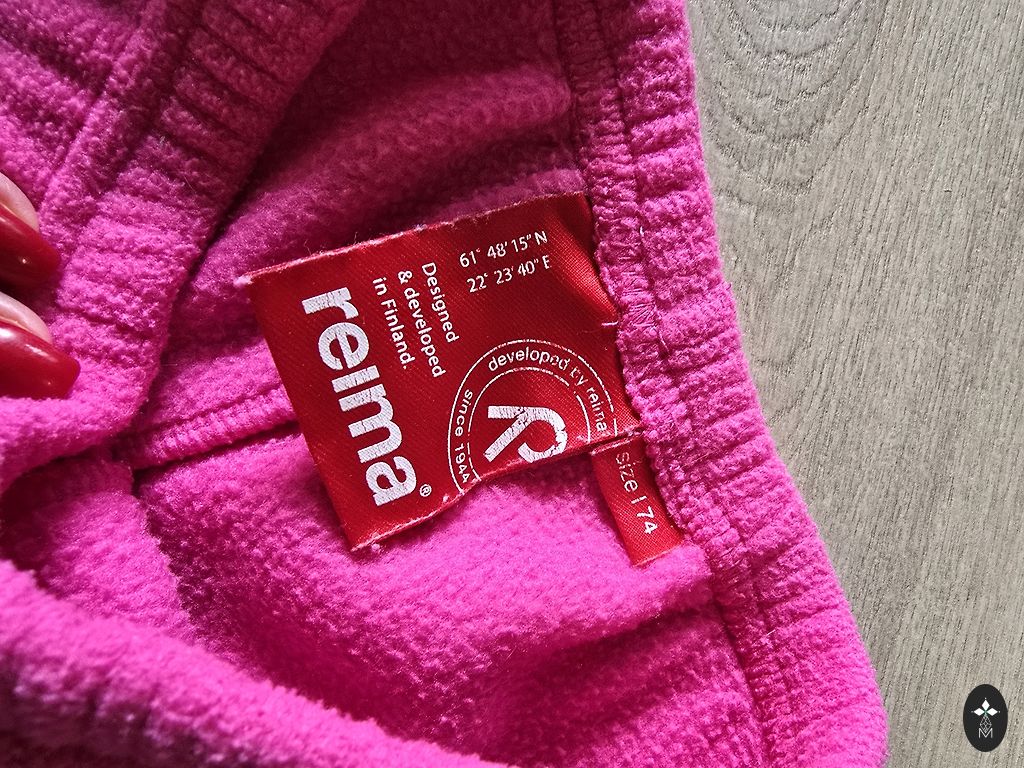 reima®
Designed
& developed
in Finland.
61° 48' 15" N
22° 23' 40" E
developed by reima
since 1944
R
Size | 74
M